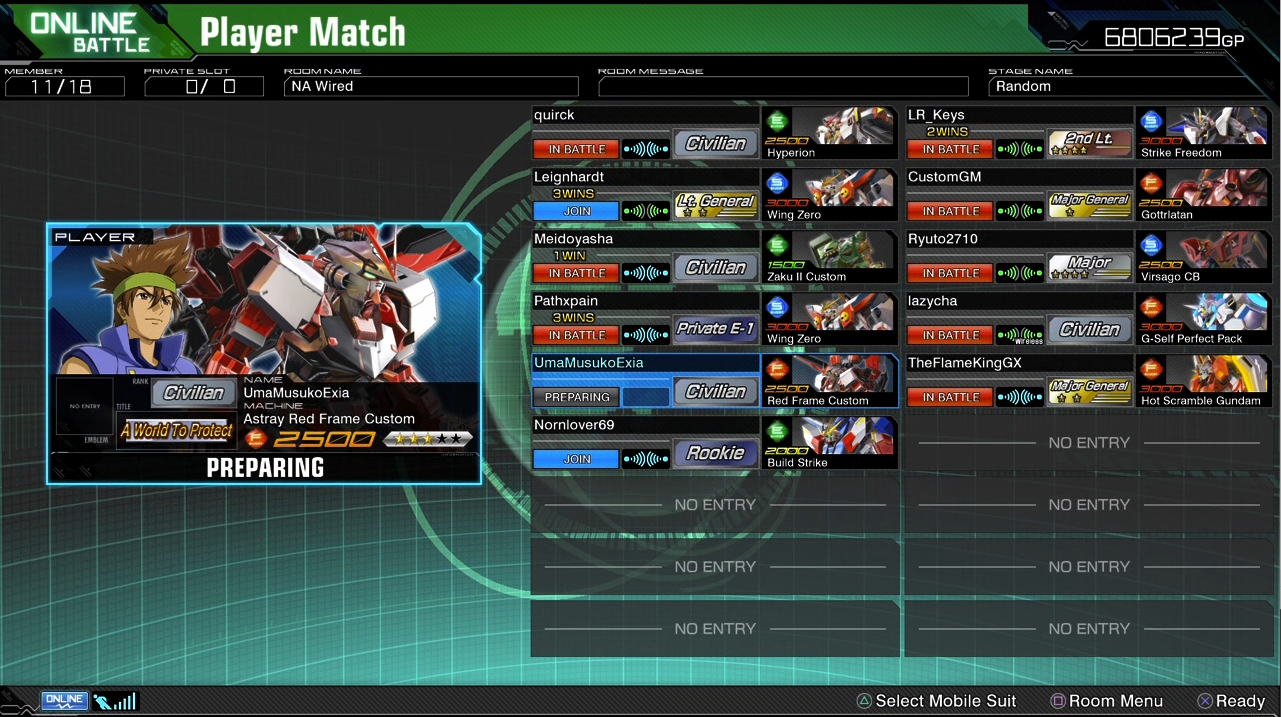 ONLINE BATTLE
Player Match
6806239GP
MEMBER
11/18
PRIVATE SLOT
0/ 0
ROOM NAME
NA Wired
ROOM MESSAGE
STAGE NAME
Random
PLAYER
RANK
Civilian
NO ENTRY
TITLE
A World To Protect
EMBLEM
NAME
UmaMusukoExia
MACHINE
Astray Red Frame Custom
F
2500
PREPARING
quirck
IN BATTLE
Civilian
E
2500
Hyperion
LR_Keys
2WINS
IN BATTLE
2nd Lt.
S
3000
Strike Freedom
Leignhardt
3WINS
JOIN
Lt. General
S
3000
Wing Zero
CustomGM
IN BATTLE
Major General
F
2500
Gottrlatan
Meidoyasha
1WIN
IN BATTLE
Civilian
E
1500
Zaku II Custom
Ryuto2710
IN BATTLE
Major
S
2500
Virsago CB
Pathxpain
3WINS
IN BATTLE
Private E-1
S
3000
Wing Zero
lazycha
IN BATTLE
Wireless
Civilian
F
3000
G-Self Perfect Pack
UmaMusukoExia
PREPARING
Civilian
F
2500
Red Frame Custom
TheFlameKingGX
IN BATTLE
Major General
F
3000
Hot Scramble Gundam
Nornlover69
JOIN
Rookie
E
2000
Build Strike
NO ENTRY
NO ENTRY
NO ENTRY
NO ENTRY
NO ENTRY
NO ENTRY
NO ENTRY
ONLINE
Select Mobile Suit
Room Menu
Ready